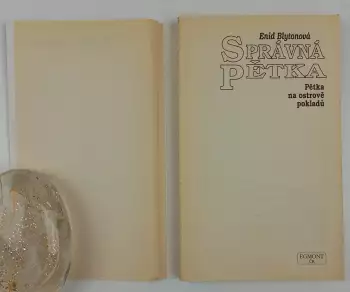 Enid Blytonová
SPRÁVNÁ
PĚTKA
Pětka
na ostrově
pokladů
EGMONT
ČR